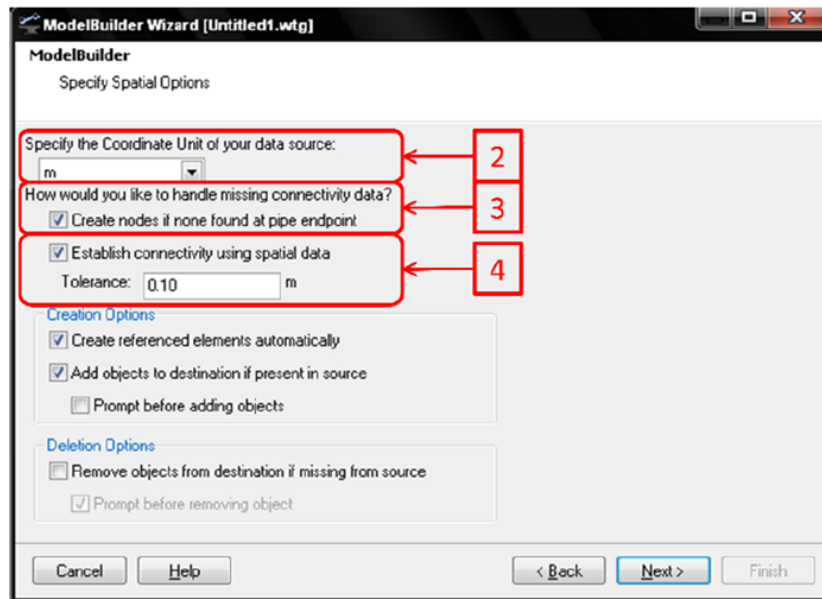 ModelBuilder Wizard [Untitled1.wtg]
ModelBuilder
Specify Spatial Options
Specify the Coordinate Unit of your data source:
2
m
How would you like to handle missing connectivity data?
3
Create nodes if none found at pipe endpoint
Establish connectivity using spatial data
4
Tolerance: 0.10 m
Creation Options
Create referenced elements automatically
Add objects to destination if present in source
Prompt before adding objects
Deletion Options
Remove objects from destination if missing from source
Prompt before removing object
Cancel Help < Back Next > Finish